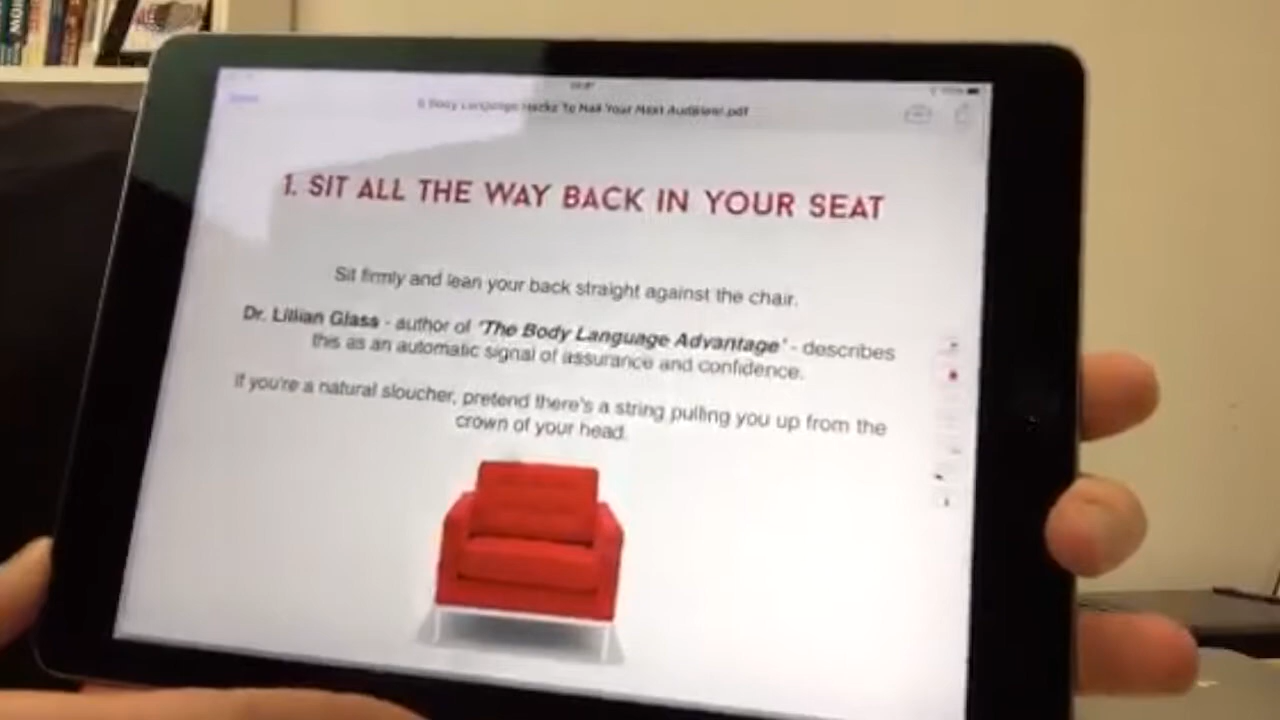 Body Language Hacks To Nail Your Next Audition!.pdf
1. SIT ALL THE WAY BACK IN YOUR SEAT
Sit firmly and lean your back straight against the chair.
Dr. Lillian Glass - author of 'The Body Language Advantage' - describes
this as an automatic signal of assurance and confidence.
If you're a natural sloucher, pretend there's a string pulling you up from the
crown of your head.